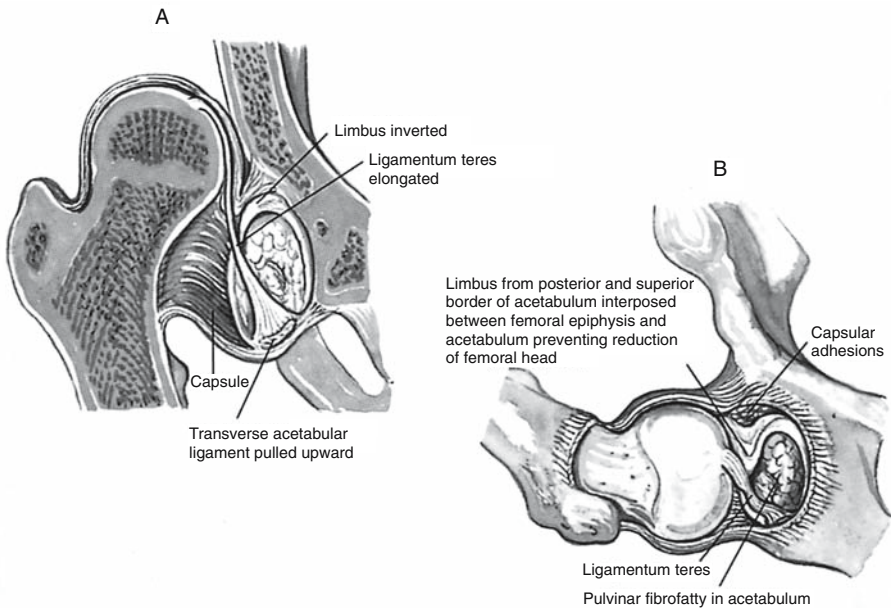 A
Limbus inverted
Ligamentum teres
elongated
Capsule
Transverse acetabular
ligament pulled upward
B
Limbus from posterior and superior
border of acetabulum interposed
between femoral epiphysis and
acetabulum preventing reduction
of femoral head
Capsular
adhesions
Ligamentum teres
Pulvinar fibrofatty in acetabulum